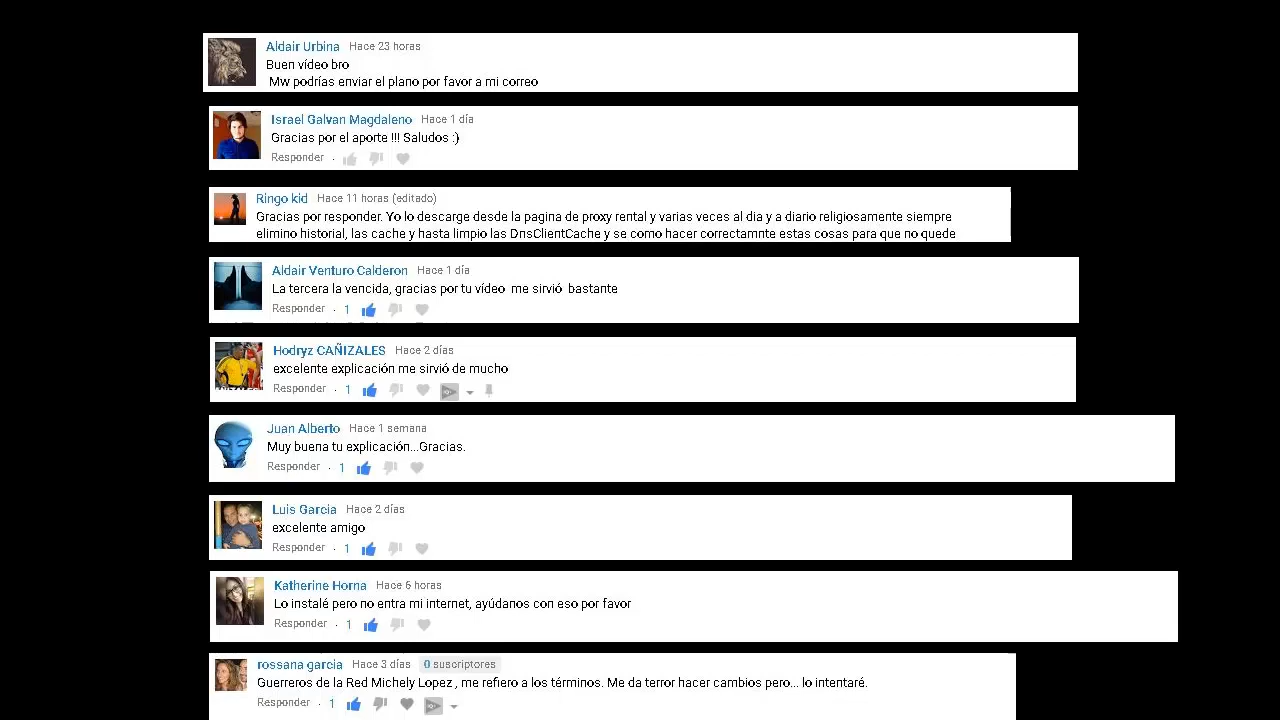 Aldair Urbina Hace 23 horas
Buen vídeo bro
Mw podrías enviar el plano por favor a mi correo
Israel Galvan Magdaleno Hace 1 día
Gracias por el aporte !!! Saludos :)
Responder ·
Ringo kid Hace 11 horas (editado)
Gracias por responder. Yo lo descarge desde la pagina de proxy rental y varias veces al dia y a diario religiosamente siempre
elimino historial, las cache y hasta limpio las DnsClientCache y se como hacer correctamnte estas cosas para que no quede
Aldair Venturo Calderon Hace 1 día
La tercera la vencida, gracias por tu vídeo me sirvió bastante
Responder · 1
Hodryz CAÑIZALES Hace 2 días
excelente explicación me sirvió de mucho
Responder · 1
Juan Alberto Hace 1 semana
Muy buena tu explicación...Gracias.
Responder · 1
Luis Garcia Hace 2 días
excelente amigo
Responder · 1
Katherine Horna Hace 6 horas
Lo instalé pero no entra mi internet, ayúdanos con eso por favor
Responder · 1
rossana garcia Hace 3 días 0 suscriptores
Guerreros de la Red Michely Lopez , me refiero a los términos. Me da terror hacer cambios pero... lo intentaré.
Responder · 1